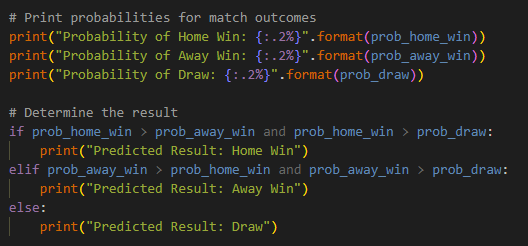 # Print probabilities for match outcomes
print("Probability of Home Win: {:.2%}".format(prob_home_win))
print("Probability of Away Win: {:.2%}".format(prob_away_win))
print("Probability of Draw: {:.2%}".format(prob_draw))

# Determine the result
if prob_home_win > prob_away_win and prob_home_win > prob_draw:
    print("Predicted Result: Home Win")
elif prob_away_win > prob_home_win and prob_away_win > prob_draw:
    print("Predicted Result: Away Win")
else:
    print("Predicted Result: Draw")